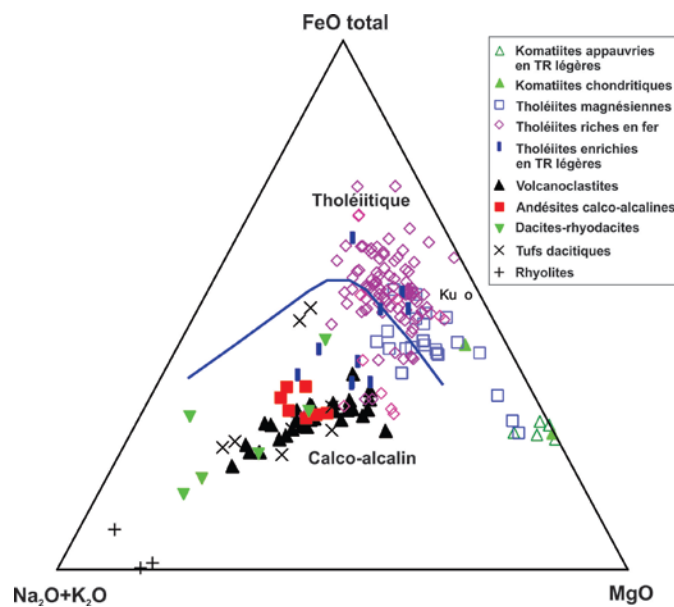 FeO total
Komatiites appauvries
en TR légères
Komatiites chondritiques
Tholéiites magnésiennes
Tholéiites riches en fer
Tholéiites enrichies
en TR légères
Volcanoclastites
Andésites calco-alcalines
Dacites-rhyodacites
Tufs dacitiques
Rhyolites
Tholéiitique
Ku o
Calco-alcalin
Na₂O+K₂O
MgO